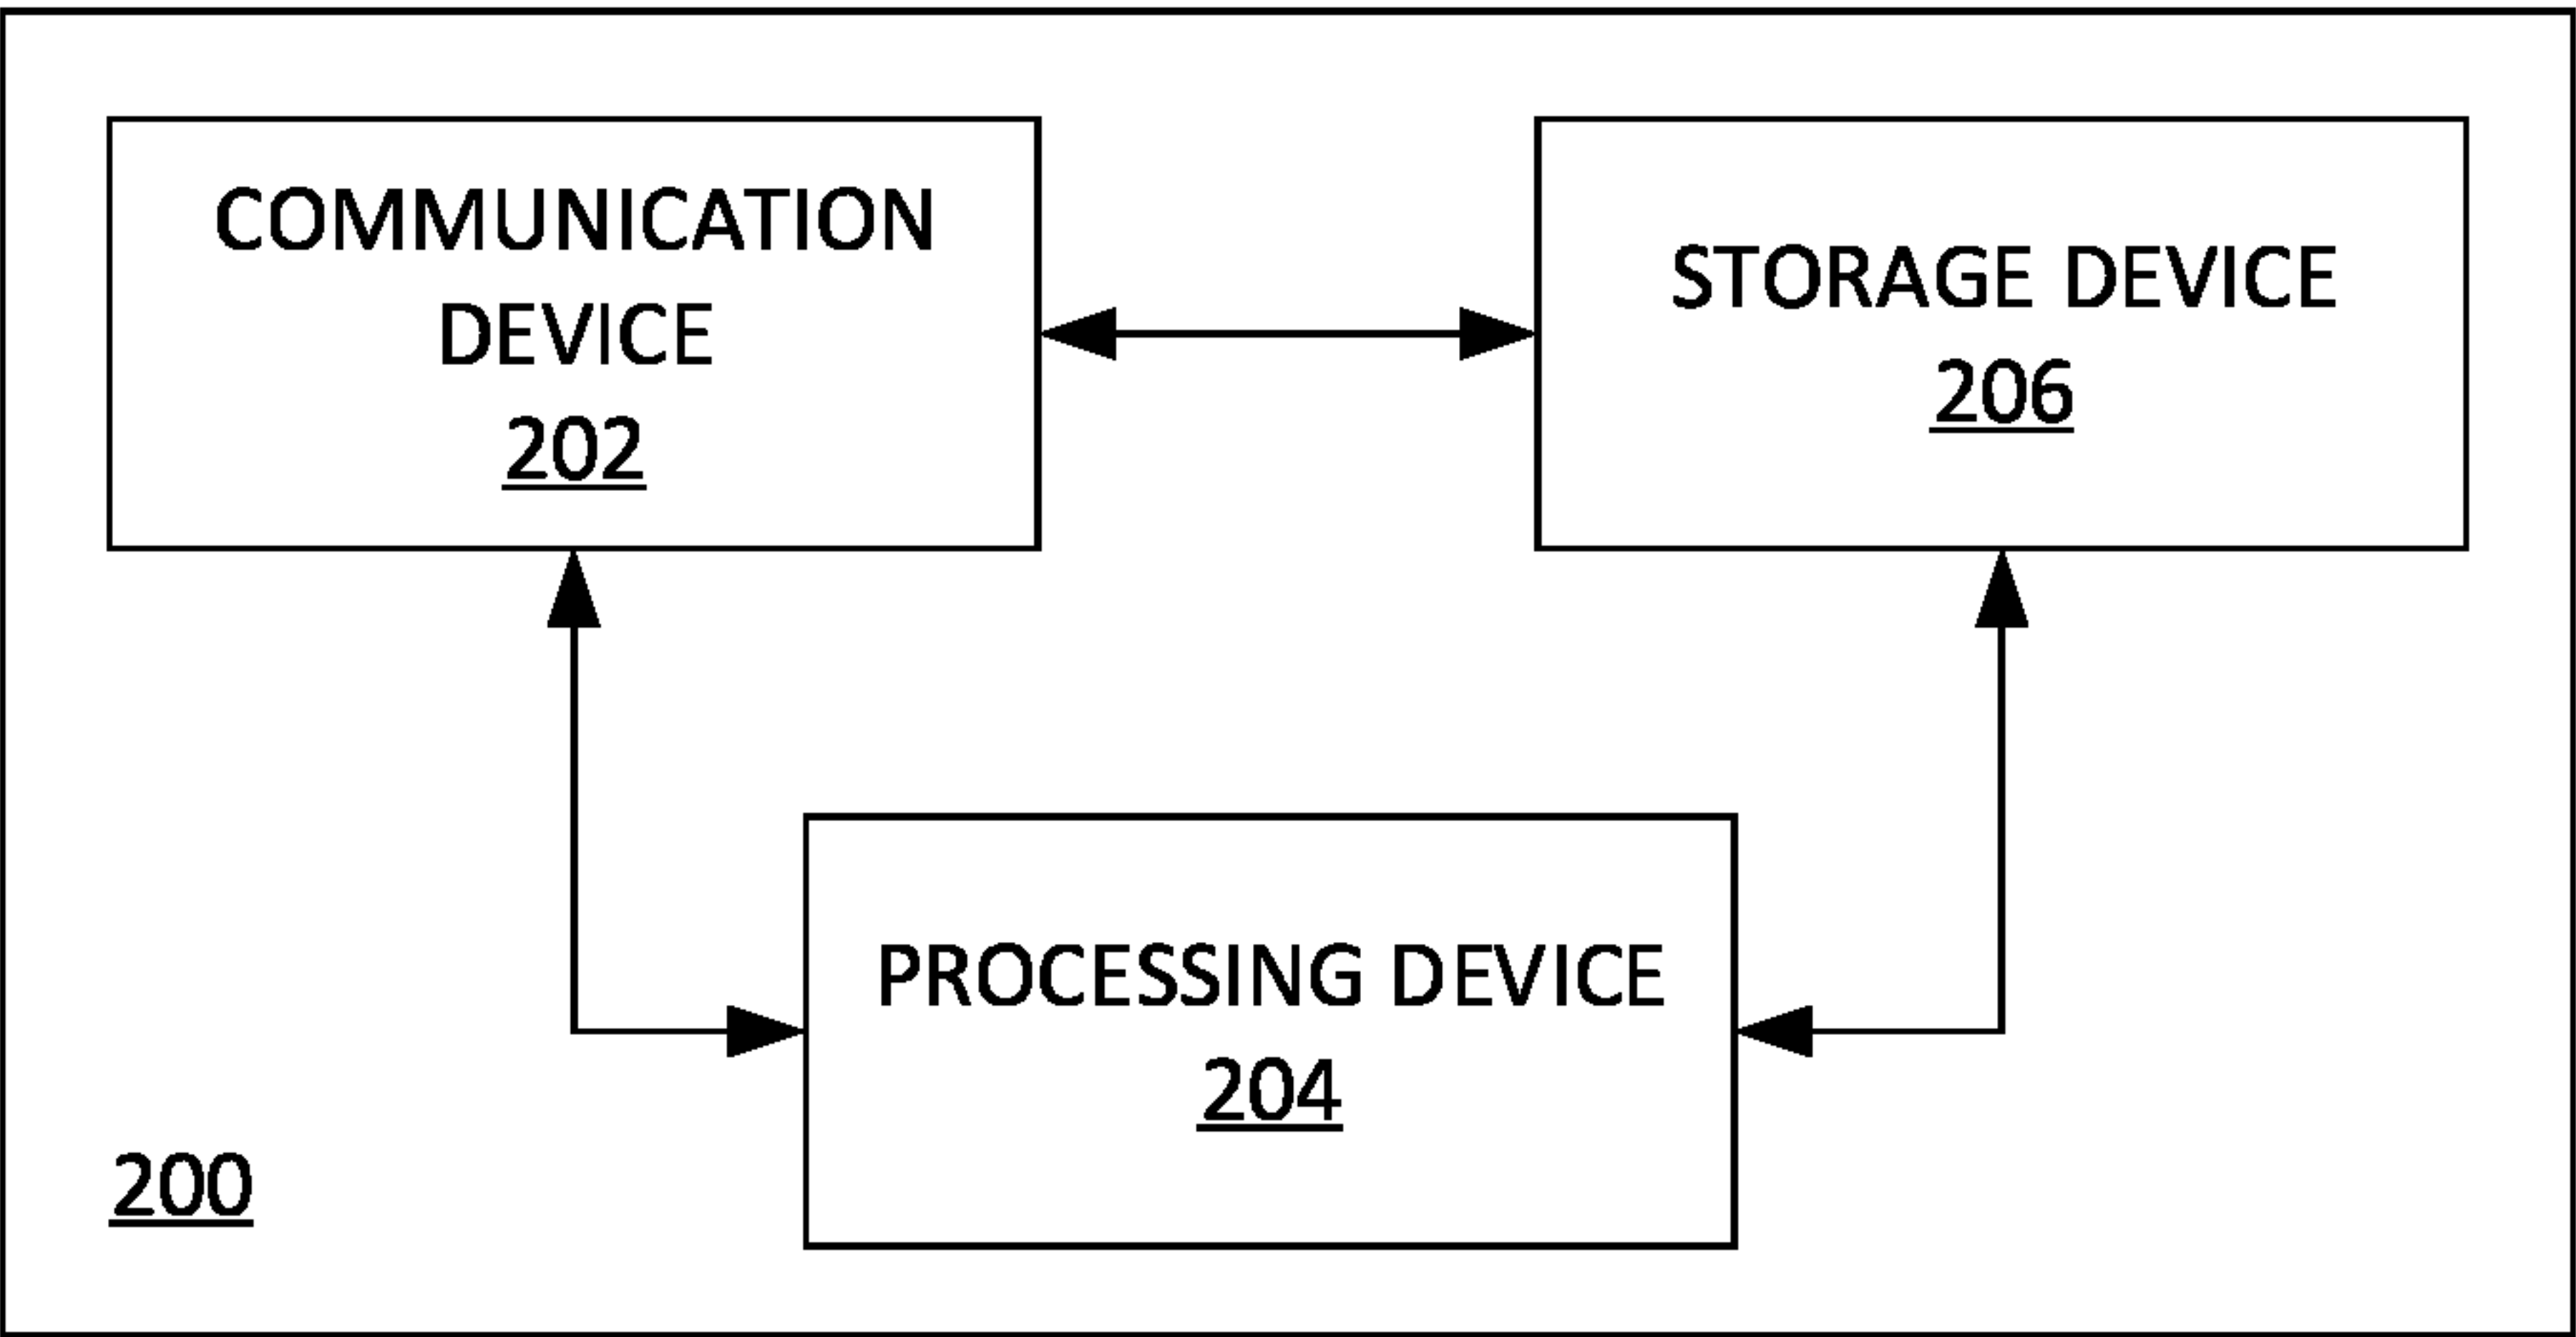 COMMUNICATION
DEVICE
202
STORAGE DEVICE
206
PROCESSING DEVICE
204
200